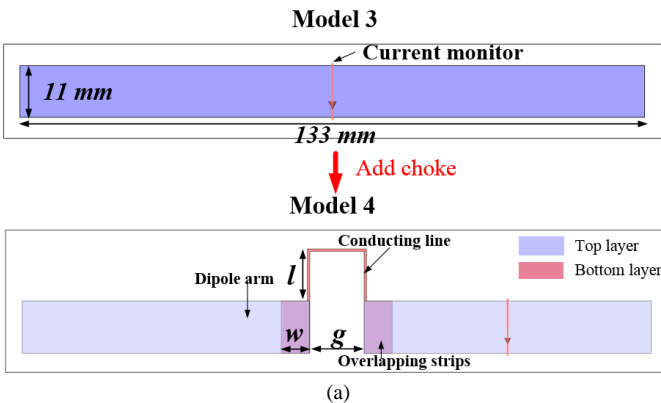 Model 3
Current monitor
11 mm
133 mm
Add choke
Model 4
Conducting line
Top layer
Bottom layer
Dipole arm
l
w
g
Overlapping strips
(a)